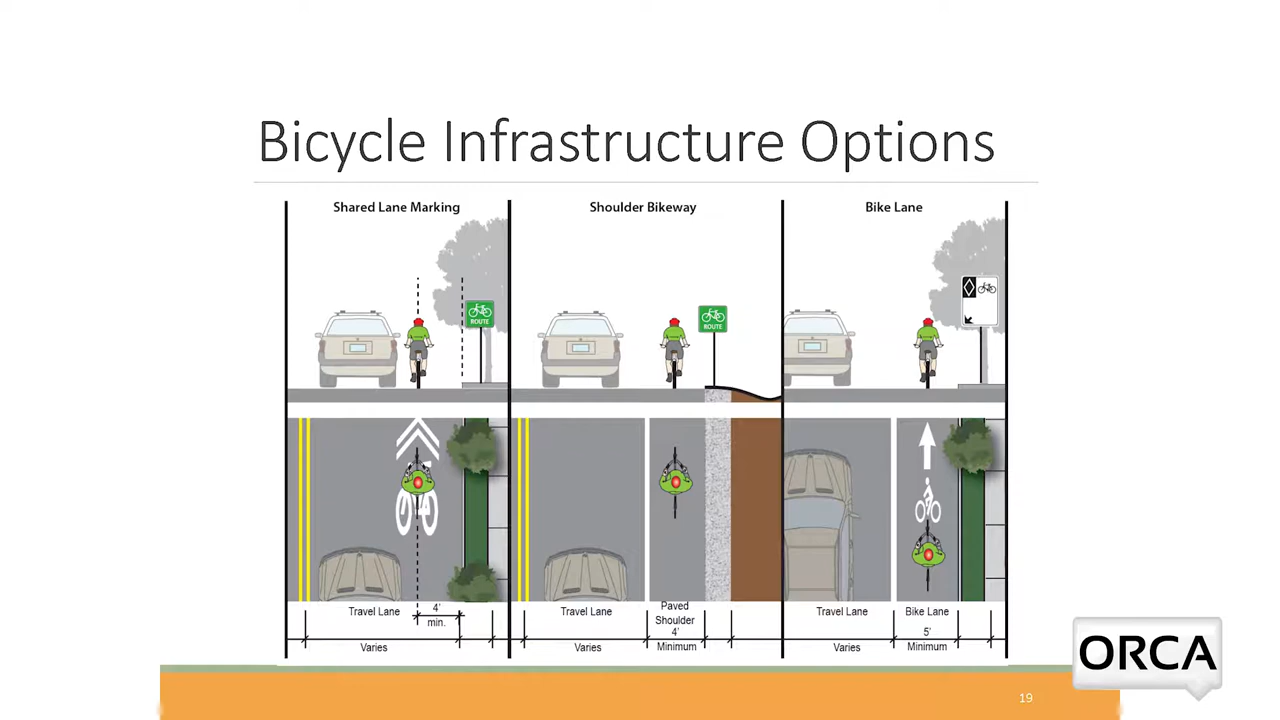 Bicycle Infrastructure Options
Shared Lane Marking
Shoulder Bikeway
Bike Lane
ROUTE
ROUTE
Travel Lane
4'
min.
Varies
Travel Lane
Paved
Shoulder
4'
Varies
Minimum
Travel Lane
Bike Lane
5'
Varies
Minimum
ORCA
19